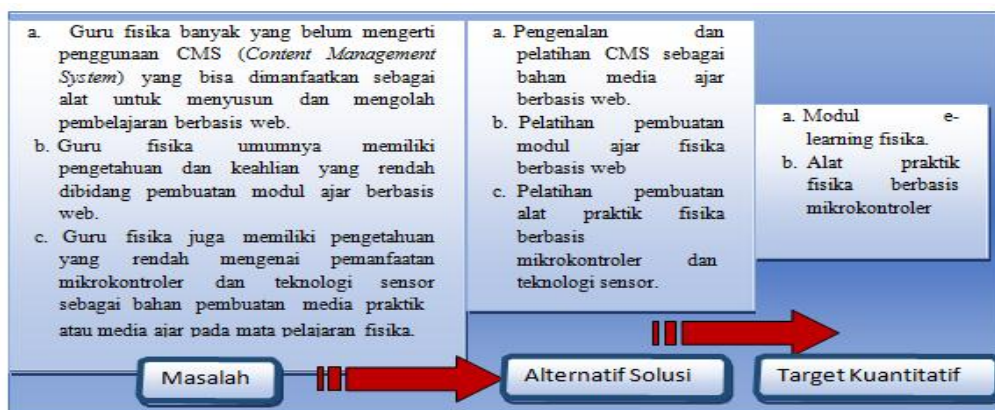 a. Guru fisika banyak yang belum mengerti
penggunaan CMS (Content Management
System) yang bisa dimanfaatkan sebagai
alat untuk menyusun dan mengolah
pembelajaran berbasis web.
b. Guru fisika umumnya memiliki
pengetahuan dan keahlian yang rendah
dibidang pembuatan modul ajar berbasis
web.
c. Guru fisika juga memiliki pengetahuan
yang rendah mengenai pemanfaatan
mikrokontroler dan teknologi sensor
sebagai bahan pembuatan media praktik
atau media ajar pada mata pelajaran fisika.
Masalah
a. Pengenalan dan
pelatihan CMS sebagai
bahan media ajar
berbasis web.
b. Pelatihan pembuatan
modul ajar fisika
berbasis web
c. Pelatihan pembuatan
alat praktik fisika
berbasis
mikrokontroler dan
teknologi sensor.
Alternatif Solusi
a. Modul e-
learning fisika.
b. Alat praktik
fisika berbasis
mikrokontroler
Target Kuantitatif